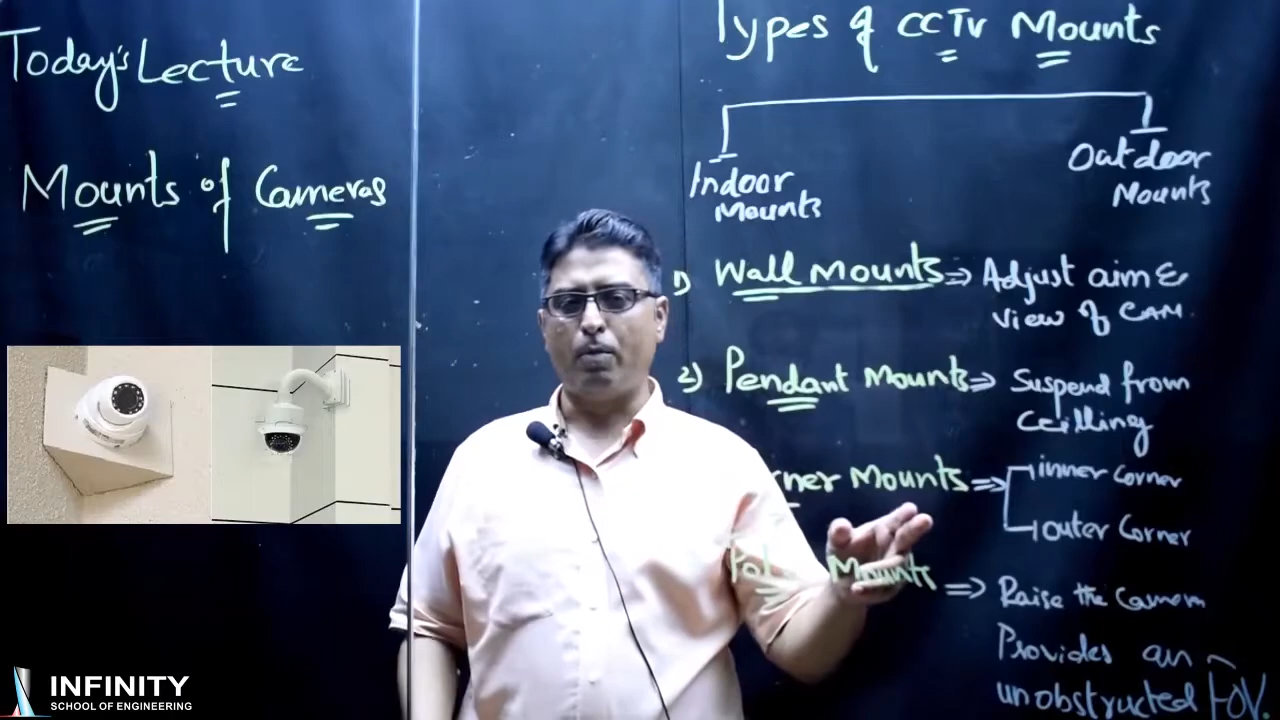 Today's Lecture
Mounts of Cameras
Types of CCTV Mounts
Indoor Mounts
Outdoor Mounts
1) Wall Mounts ⇒ Adjust aim &
view of CAM.
2) Pendant Mounts ⇒ Suspend from
Ceilling
rner Mounts ⇒ inner Corner
outer Corner
Pol Mounts ⇒ Raise the Camera
Provides an
unobstructed FOV.
INFINITY
SCHOOL OF ENGINEERING